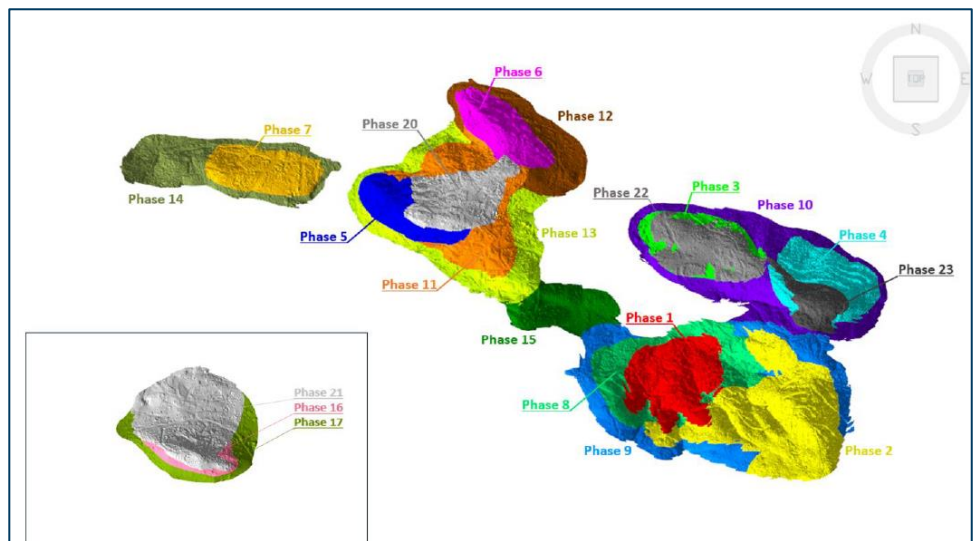 N
W
TOP
E
S
Phase 6
Phase 12
Phase 20
Phase 7
Phase 14
Phase 5
Phase 13
Phase 11
Phase 22
Phase 3
Phase 10
Phase 4
Phase 23
Phase 1
Phase 15
Phase 8
Phase 9
Phase 2
Phase 21
Phase 16
Phase 17